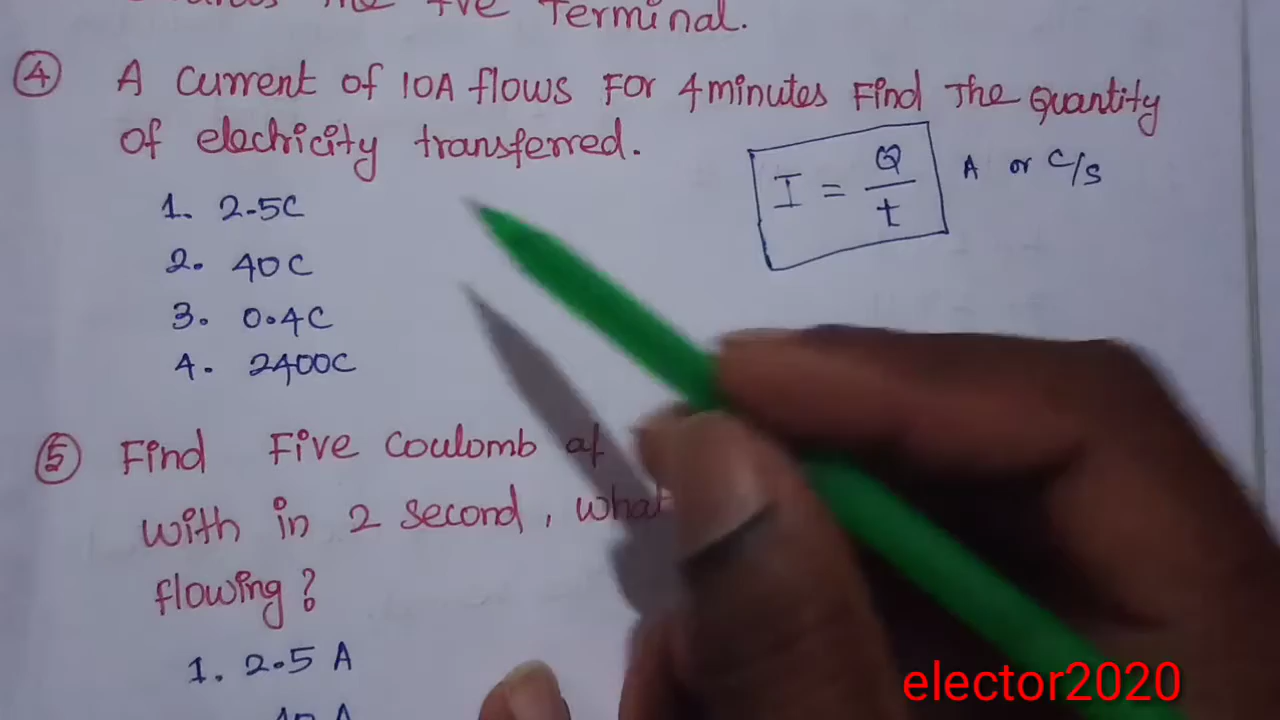 the +ve Terminal.
④ A Current of 10A flows For 4 minutes Find The Quantity
of electricity transferred.
I = Q/t A or C/S
1. 2.5C
2. 40C
3. 0.4C
4. 2400C
⑤ Find Five Coulomb of
with in 2 second, what
flowing?
1. 2.5 A
elector2020